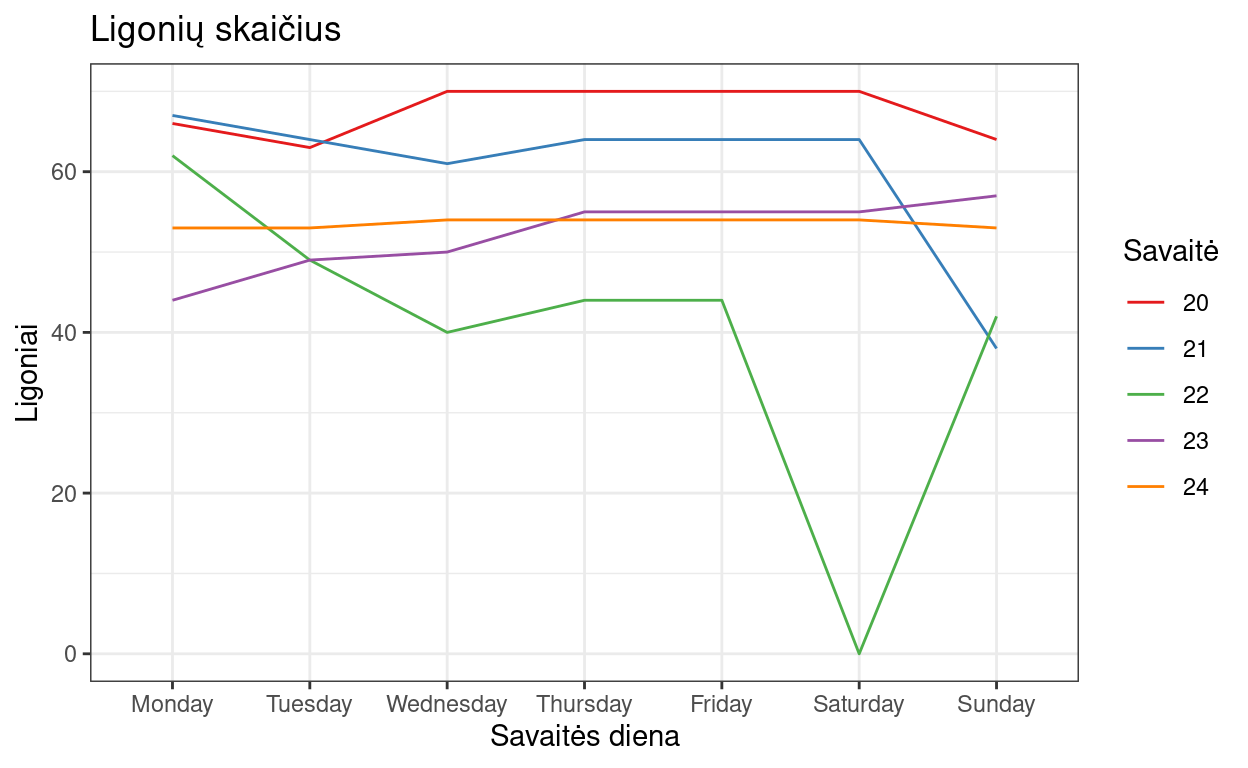 Ligonių skaičius
Ligoniai
60
40
20
0
Monday Tuesday Wednesday Thursday Friday Saturday Sunday
Savaitės diena
Savaitė
20
21
22
23
24